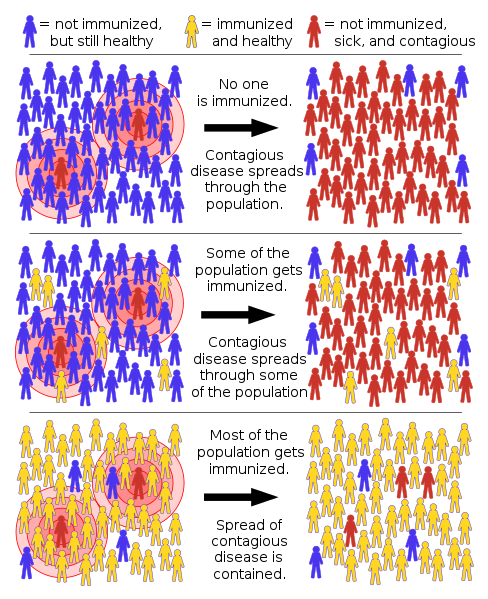 = not immunized,
but still healthy
= immunized
and healthy
= not immunized,
sick, and contagious
No one
is immunized.
Contagious
disease spreads
through the
population.
Some of the
population gets
immunized.
Contagious
disease spreads
through some
of the population
Most of the
population gets
immunized.
Spread of
contagious
disease is
contained.